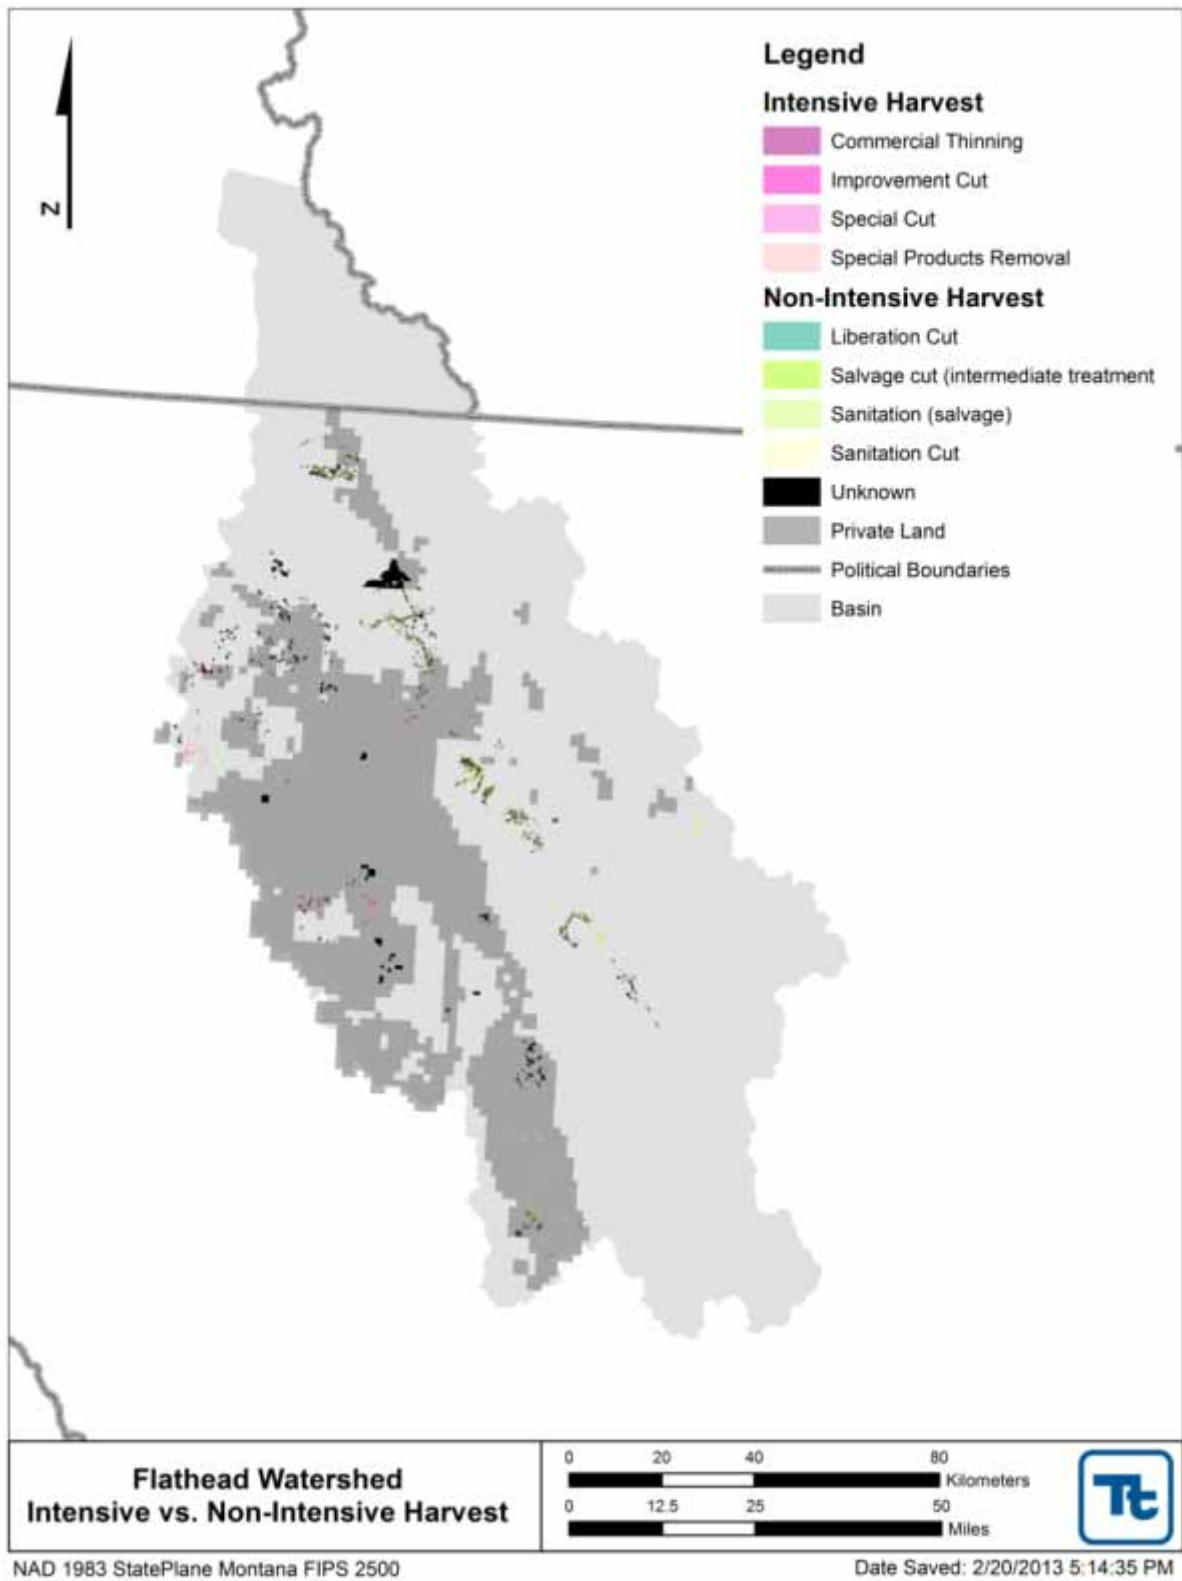 N
Legend
Intensive Harvest
Commercial Thinning
Improvement Cut
Special Cut
Special Products Removal
Non-Intensive Harvest
Liberation Cut
Salvage cut (intermediate treatment
Sanitation (salvage)
Sanitation Cut
Unknown
Private Land
Political Boundaries
Basin
Flathead Watershed
Intensive vs. Non-Intensive Harvest
0 20 40 80
Kilometers
0 12.5 25 50
Miles
Tt
NAD 1983 StatePlane Montana FIPS 2500
Date Saved: 2/20/2013 5:14:35 PM